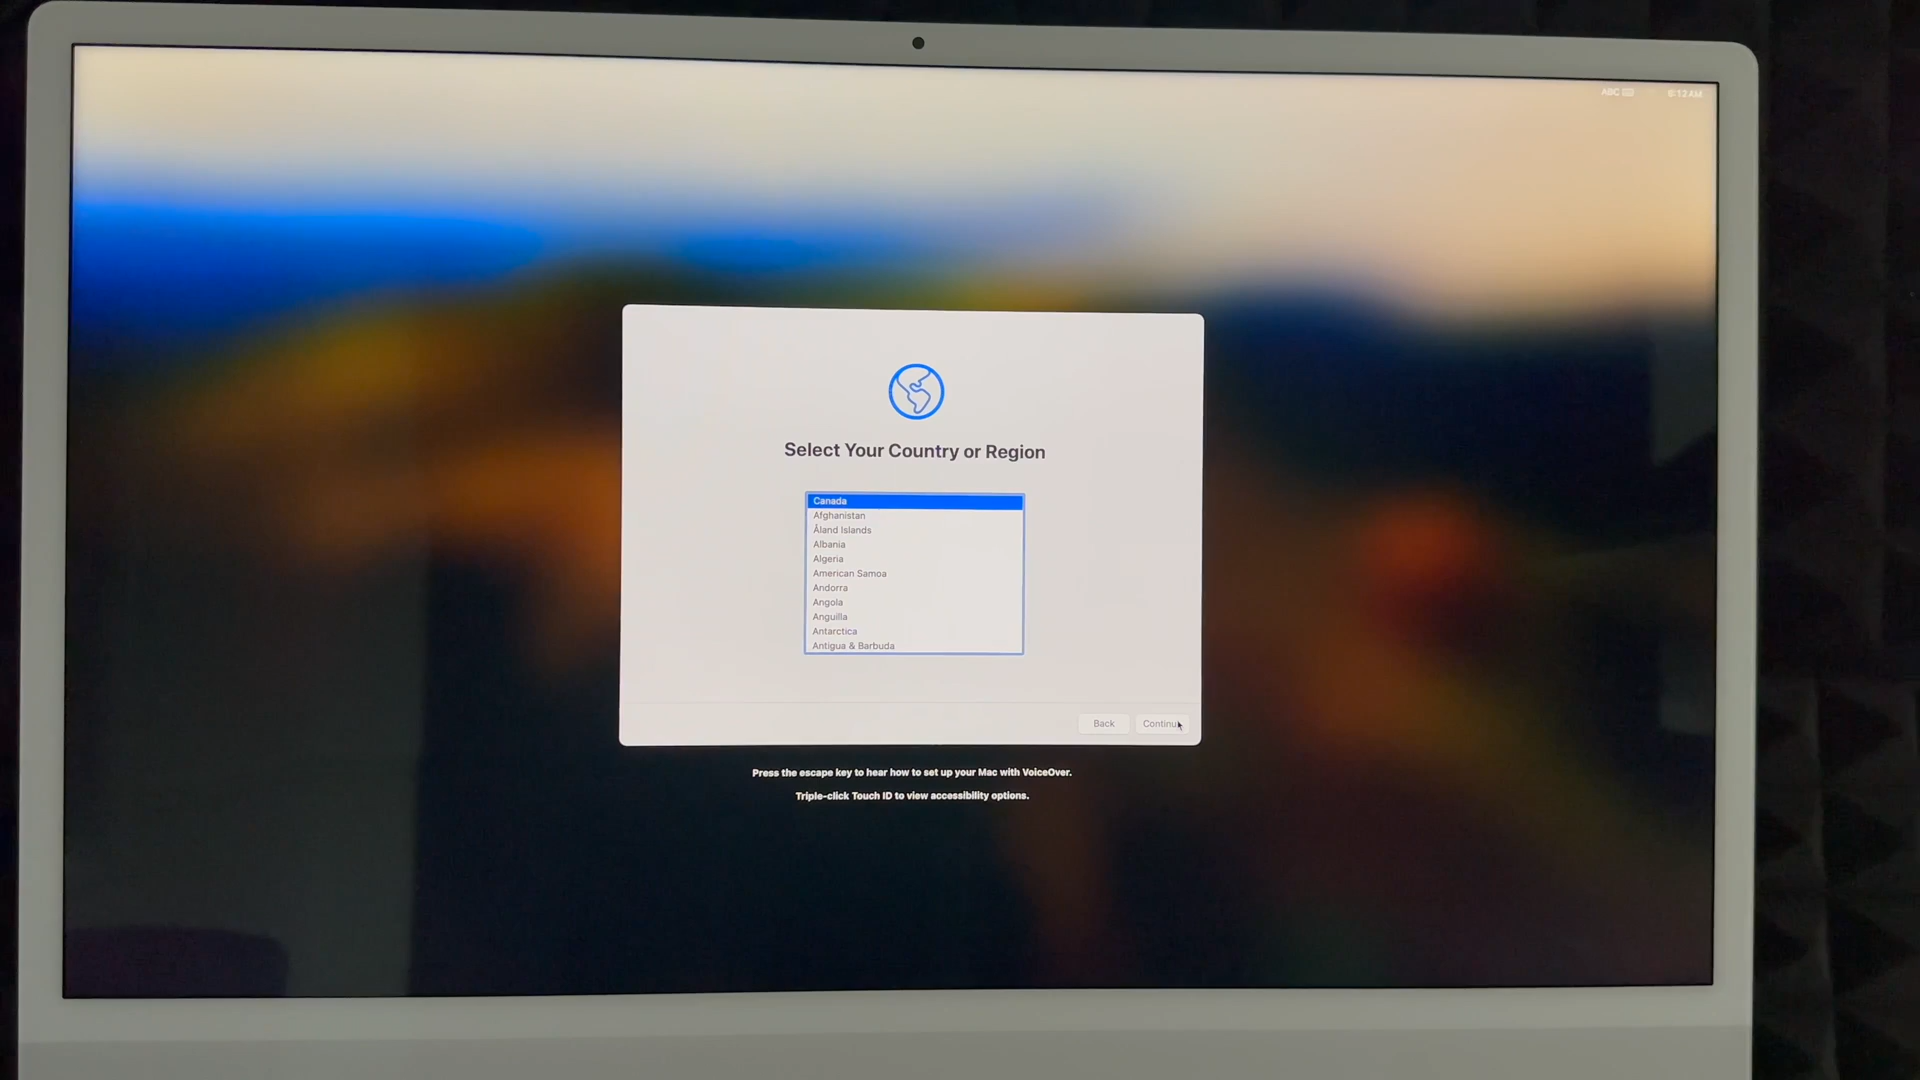 ABC
Select Your Country or Region
Canada
Afghanistan
Åland Islands
Albania
Algeria
American Samoa
Andorra
Angola
Anguilla
Antarctica
Antigua & Barbuda
Back Continue
Press the escape key to hear how to set up your Mac with VoiceOver.
Triple-click Touch ID to view accessibility options.